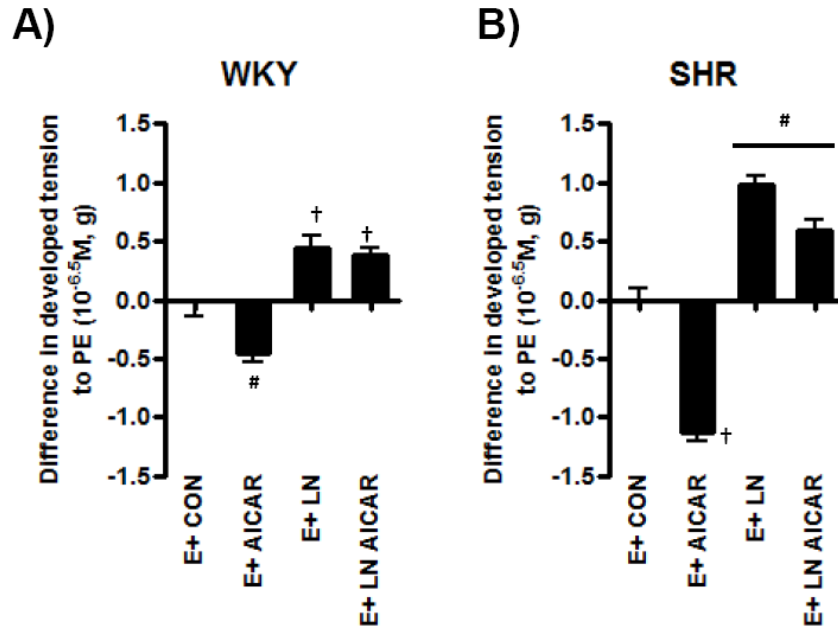 A)
WKY
Difference in developed tension
to PE (10-6.5M, g)
1.5
1.0
0.5
0.0
-0.5
-1.0
-1.5
†
†
#
E+ CON
E+ AICAR
E+ LN
E+ LN AICAR
B)
SHR
Difference in developed tension
to PE (10-6.5M, g)
1.5
1.0
0.5
0.0
-0.5
-1.0
-1.5
#
†
E+ CON
E+ AICAR
E+ LN
E+ LN AICAR